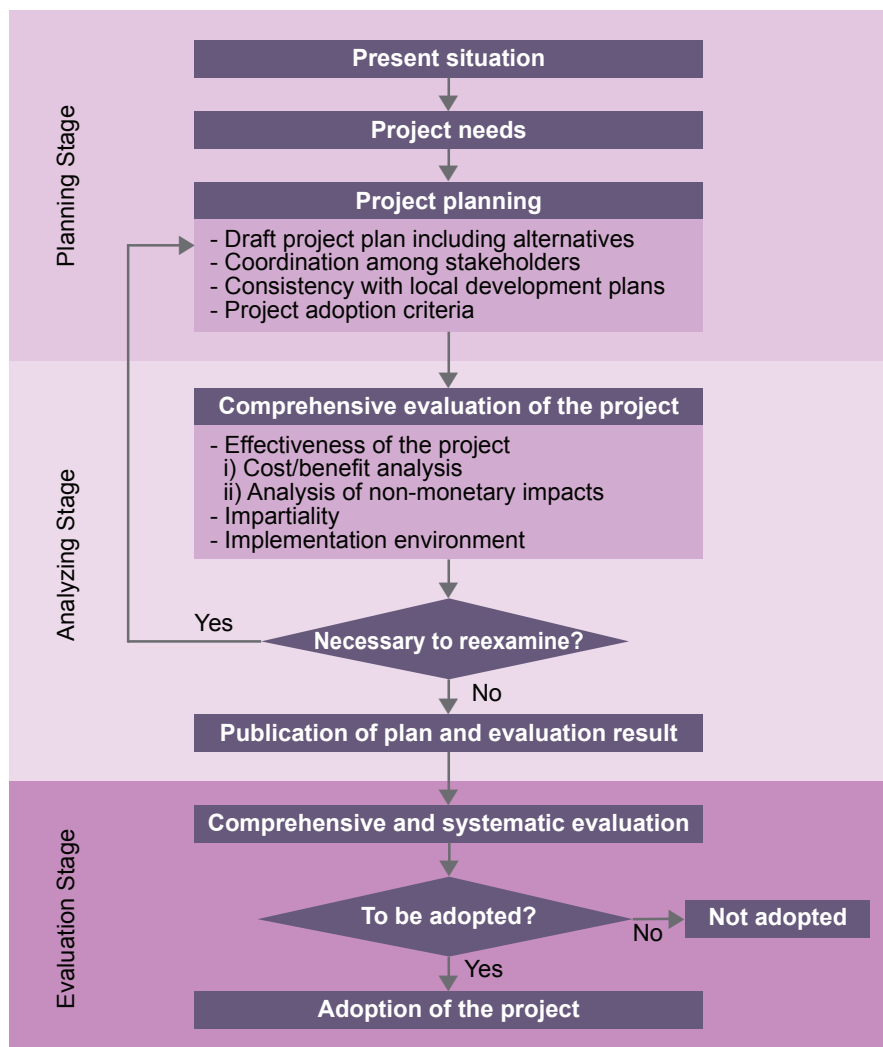 Planning Stage
Present situation
Project needs
Project planning
- Draft project plan including alternatives
- Coordination among stakeholders
- Consistency with local development plans
- Project adoption criteria
Analyzing Stage
Comprehensive evaluation of the project
- Effectiveness of the project
i) Cost/benefit analysis
ii) Analysis of non-monetary impacts
- Impartiality
- Implementation environment
Yes
Necessary to reexamine?
No
Publication of plan and evaluation result
Evaluation Stage
Comprehensive and systematic evaluation
To be adopted?
No
Not adopted
Yes
Adoption of the project